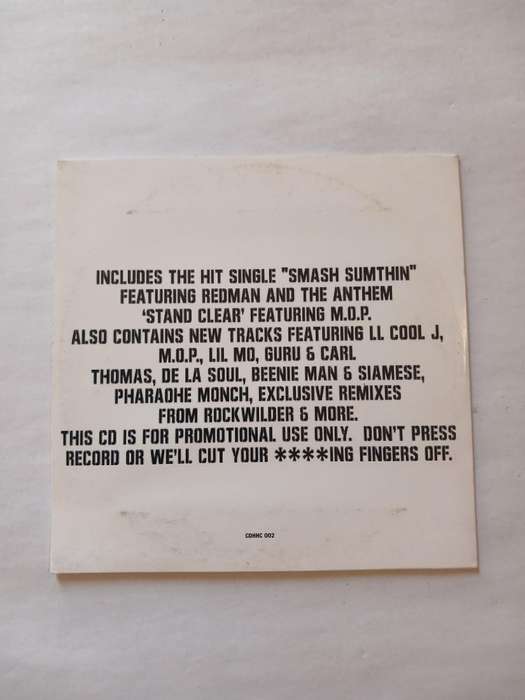 INCLUDES THE HIT SINGLE "SMASH SUMTHIN"
FEATURING REDMAN AND THE ANTHEM
'STAND CLEAR' FEATURING M.O.P.
ALSO CONTAINS NEW TRACKS FEATURING LL COOL J,
M.O.P., LIL MO, GURU & CARL
THOMAS, DE LA SOUL, BEENIE MAN & SIAMESE,
PHARAOHE MONCH, EXCLUSIVE REMIXES
FROM ROCKWILDER & MORE.
THIS CD IS FOR PROMOTIONAL USE ONLY. DON'T PRESS
RECORD OR WE'LL CUT YOUR ****ING FINGERS OFF.
CDHHC 002